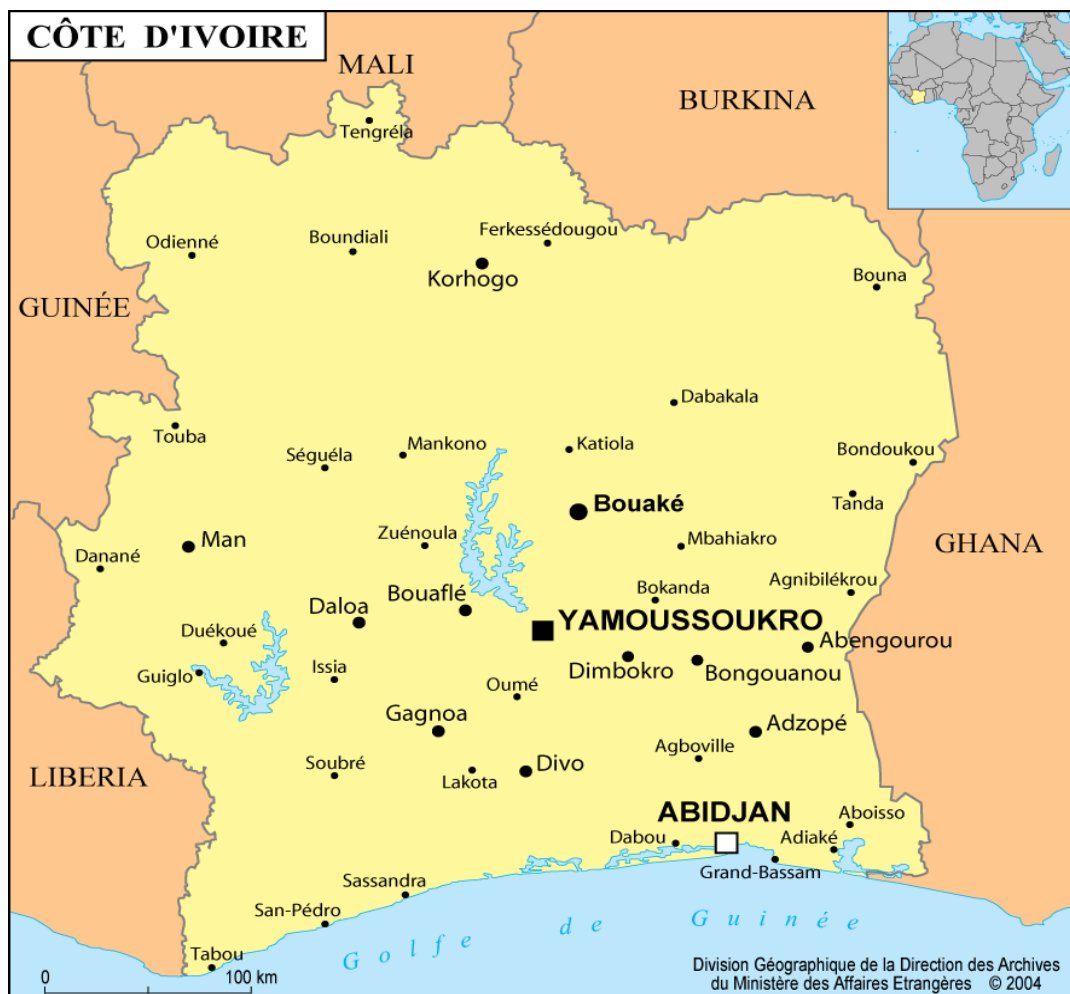 CÔTE D'IVOIRE
MALI
BURKINA
Tengréla
Ferkessédougou
Boundiali
Odienné
Korhogo
Bouna
GUINÉE
Dabakala
Touba
Mankono
Katiola
Séguéla
Bondoukou
Tanda
Bouaké
Zuénoula
Man
Mbahiakro
GHANA
Danané
Agnibilékrou
Bokanda
Bouaflé
Daloa
YAMOUSSOUKRO
Duékoué
Abengourou
Guiglo
Issia
Dimbokro
Bongouanou
Oumé
Gagnoa
Adzopé
Agboville
LIBERIA
Soubré
Lakota
Divo
ABIDJAN
Aboisso
Dabou
Adiaké
Grand-Bassam
Sassandra
San-Pédro
Golfe de Guinée
Tabou
0 100 km
Division Géographique de la Direction des Archives
du Ministère des Affaires Etrangères © 2004